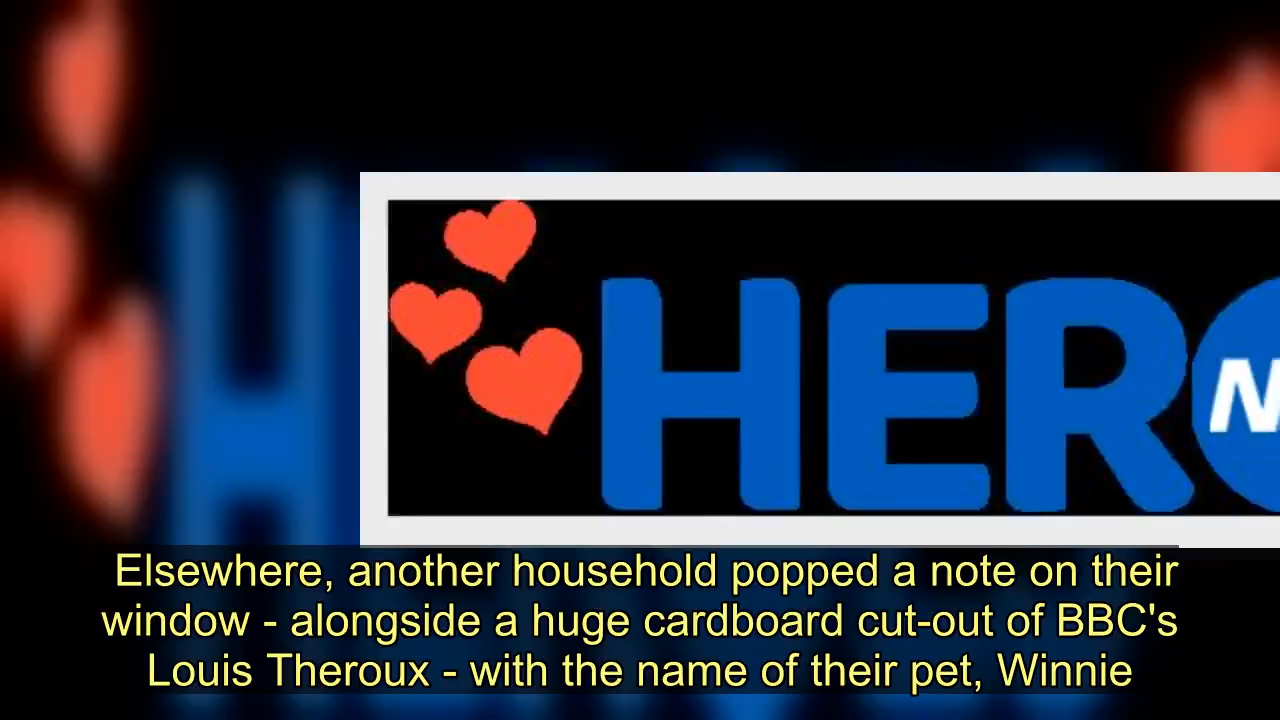 HERO
N
Elsewhere, another household popped a note on their
window - alongside a huge cardboard cut-out of BBC's
Louis Theroux - with the name of their pet, Winnie